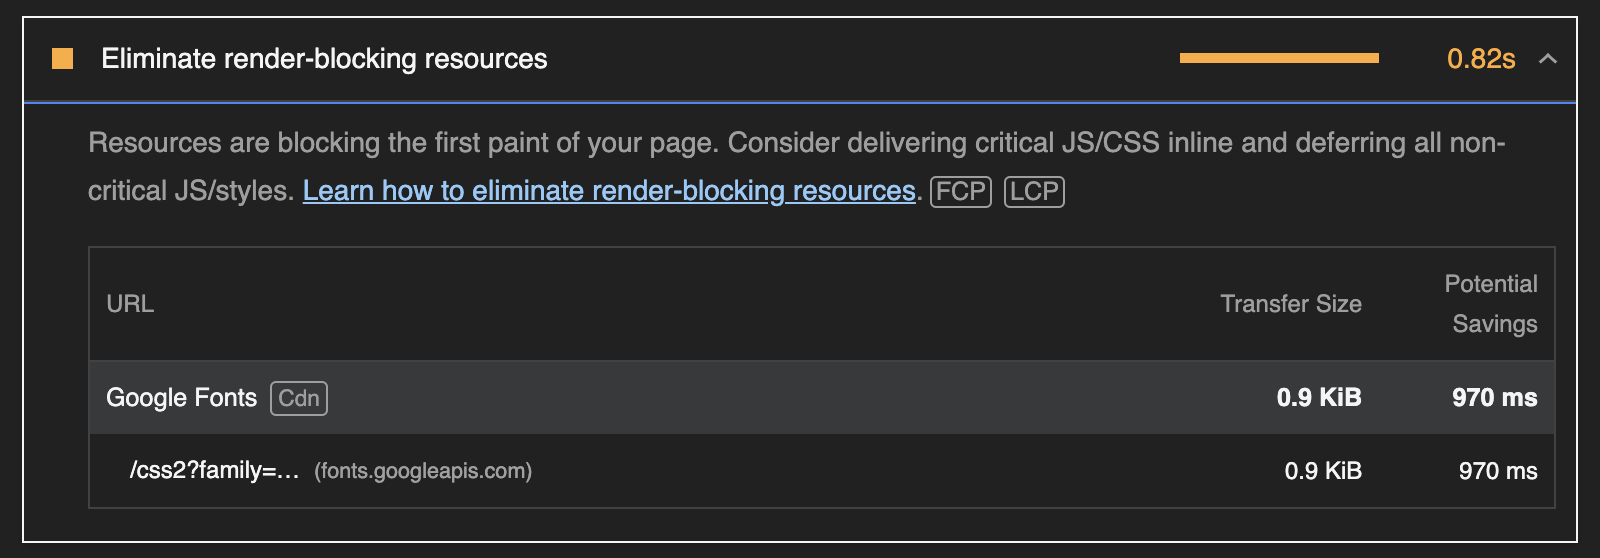 Eliminate render-blocking resources 0.82s
Resources are blocking the first paint of your page. Consider delivering critical JS/CSS inline and deferring all non-
critical JS/styles. Learn how to eliminate render-blocking resources. FCP LCP
URL Transfer Size Potential Savings
Google Fonts Cdn 0.9 KiB 970 ms
/css2?family=… (fonts.googleapis.com) 0.9 KiB 970 ms